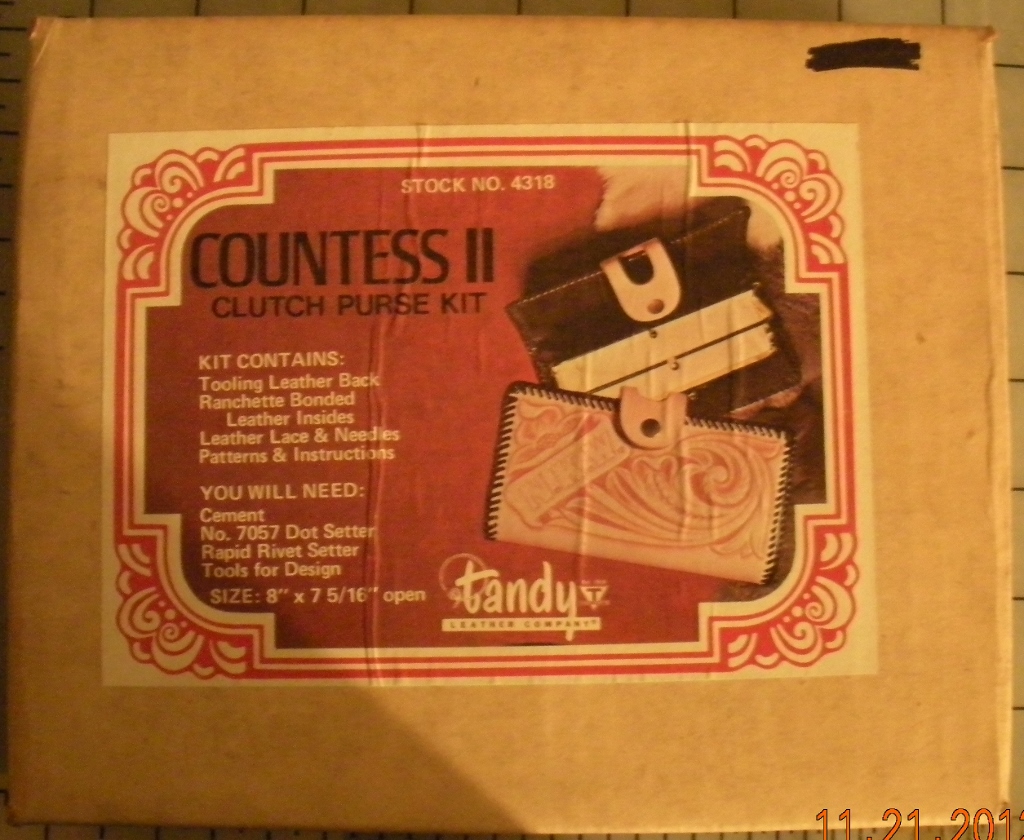 STOCK NO. 4318
COUNTESS II
CLUTCH PURSE KIT
KIT CONTAINS:
Tooling Leather Back
Ranchette Bonded
Leather Insides
Leather Lace & Needles
Patterns & Instructions
YOU WILL NEED:
Cement
No. 7057 Dot Setter
Rapid Rivet Setter
Tools for Design
SIZE: 8" x 7 5/16" open
tandy
LEATHER COMPANY®
11.21.201